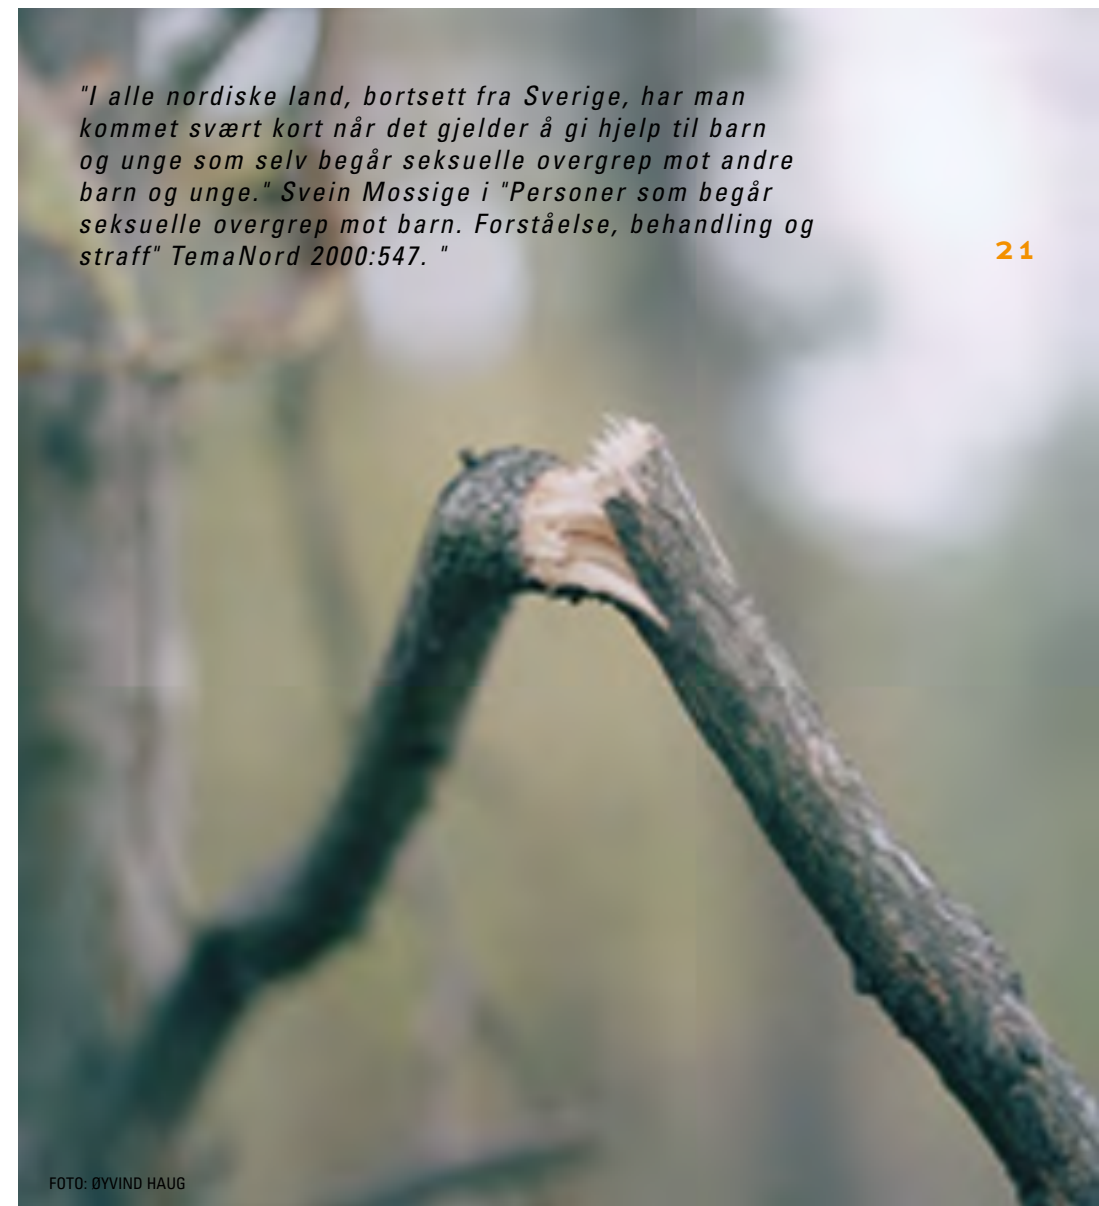 "I alle nordiske land, bortsett fra Sverige, har man
kommet svært kort når det gjelder å gi hjelp til barn
og unge som selv begår seksuelle overgrep mot andre
barn og unge." Svein Mossige i "Personer som begår
seksuelle overgrep mot barn. Forståelse, behandling og
straff" TemaNord 2000:547. "
21
FOTO: ØYVIND HAUG